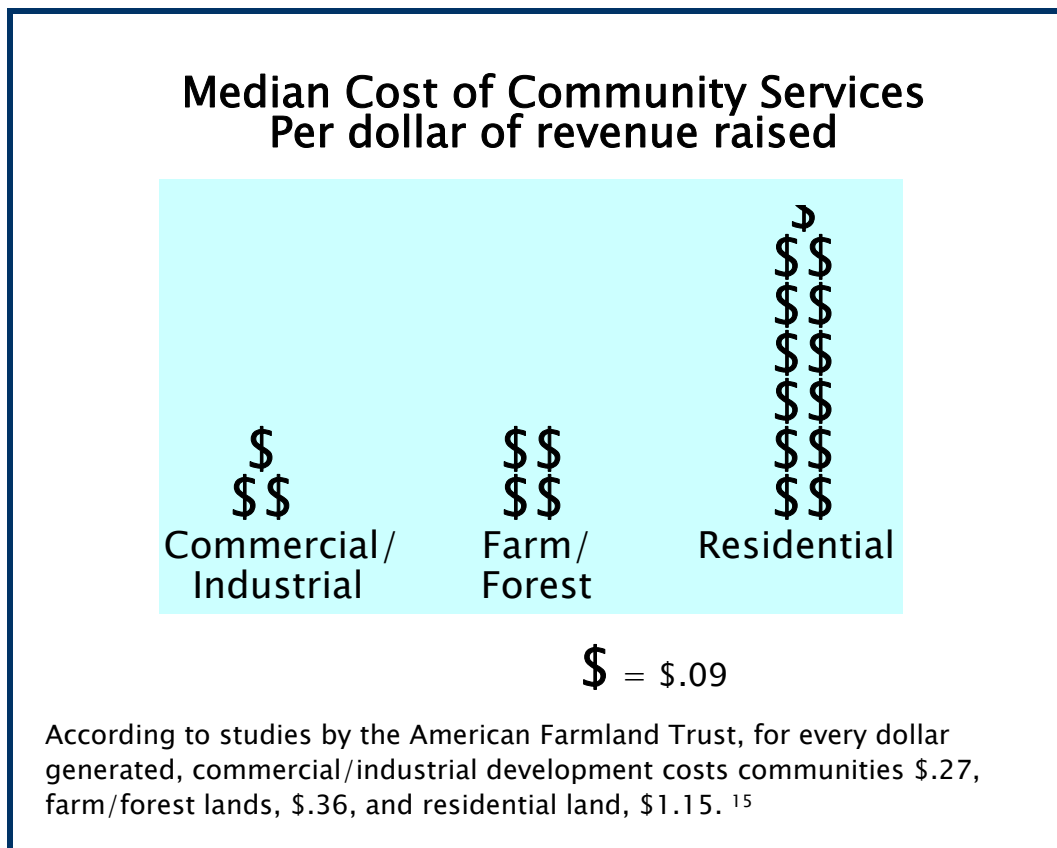 Median Cost of Community Services
Per dollar of revenue raised
$
$$
$$
$$
$$
$ $$ $$
$$ $$ $$
Commercial/ Farm/ Residential
Industrial Forest
$ = $.09
According to studies by the American Farmland Trust, for every dollar
generated, commercial/industrial development costs communities $.27,
farm/forest lands, $.36, and residential land, $1.15. 15